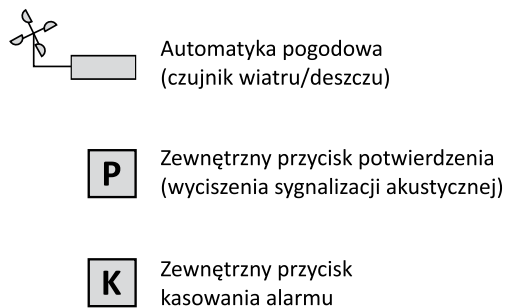 Automatyka pogodowa
(czujnik wiatru/deszczu)
P
Zewnętrzny przycisk potwierdzenia
(wyciszenia sygnalizacji akustycznej)
K
Zewnętrzny przycisk
kasowania alarmu